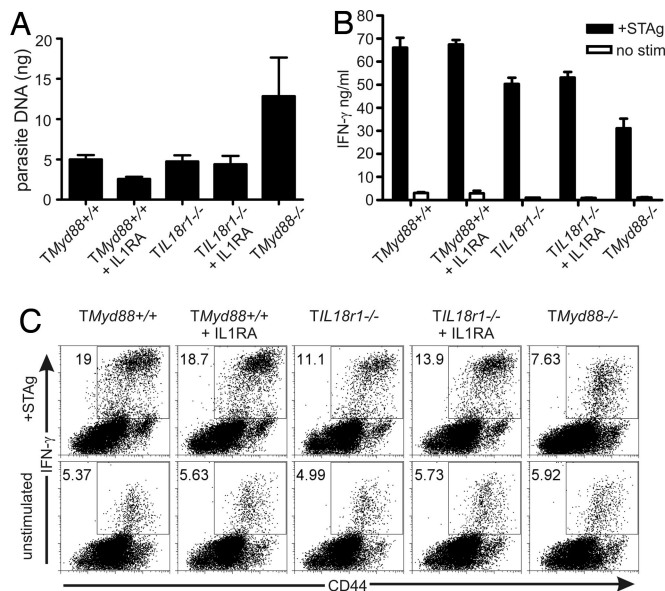 A
parasite DNA (ng)
20
15
10
5
0
TMyd88+/+
TMyd88+/+
+ IL1RA
TIL18r1-/-
TIL18r1-/-
+ IL1RA
TMyd88-/-
B
IFN-γ ng/ml
80
70
60
50
40
30
20
10
0
+STAg
no stim
TMyd88+/+
TMyd88+/+
+ IL1RA
TIL18r1-/-
TIL18r1-/-
+ IL1RA
TMyd88-/-
C
TMyd88+/+
TMyd88+/+
+ IL1RA
TIL18r1-/-
TIL18r1-/-
+ IL1RA
TMyd88-/-
+STAg
19
18.7
11.1
13.9
7.63
IFN-γ
unstimulated
5.37
5.63
4.99
5.73
5.92
CD44